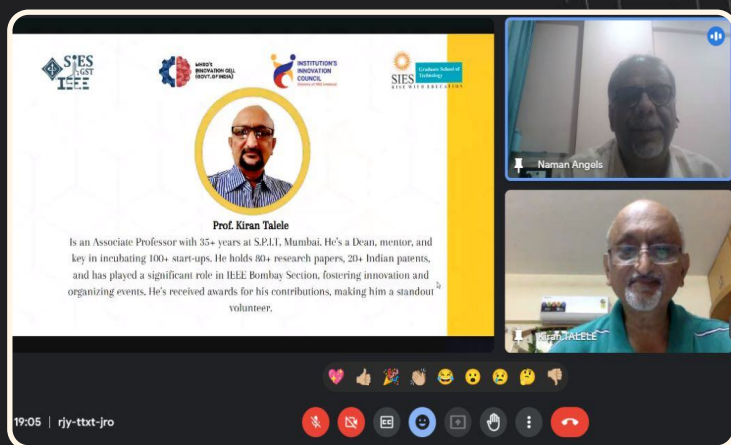 SIES
GST
IEEE
MHRD'S
INNOVATION CELL
(GOVT. OF INDIA)
INSTITUTION'S
INNOVATION
COUNCIL
SIES
Graduate School of
Technology
RISE WITH EDUCATION
Prof. Kiran Talele
Is an Associate Professor with 35+ years at S.P.I.T, Mumbai. He's a Dean, mentor, and
key in incubating 100+ start-ups. He holds 80+ research papers, 20+ Indian patents,
and has played a significant role in IEEE Bombay Section, fostering innovation and
organizing events. He's received awards for his contributions, making him a standout
volunteer.
Naman Angels
Kiran TALELE
19:05 | rjy-ttxt-jro
CC